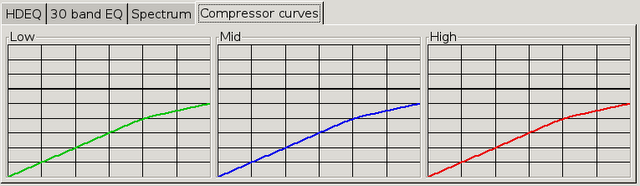 HDEQ 30 band EQ Spectrum Compressor curves
Low Mid High